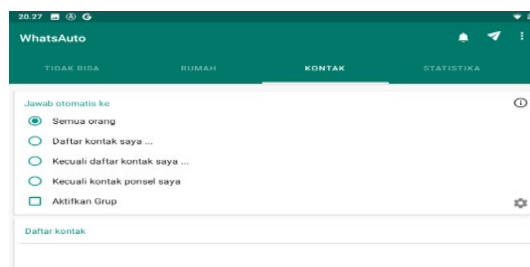 20.27 G
WhatsAuto
TIDAK BISA RUMAH KONTAK STATISTIKA
Jawab otomatis ke
Semua orang
Daftar kontak saya ...
Kecuali daftar kontak saya ...
Kecuali kontak ponsel saya
Aktifkan Grup
Daftar kontak